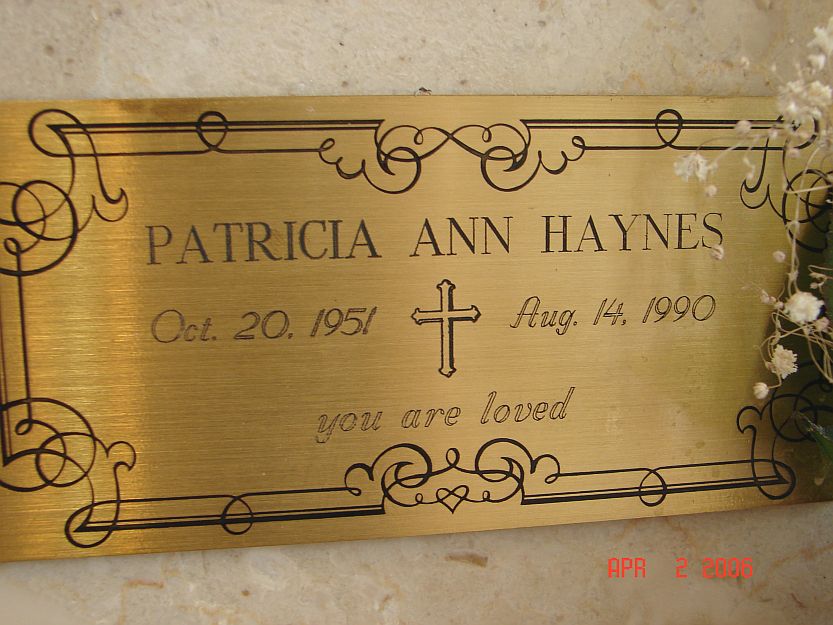 PATRICIA ANN HAYNES
Oct. 20, 1951 Aug. 14, 1990
you are loved
APR 2 2006